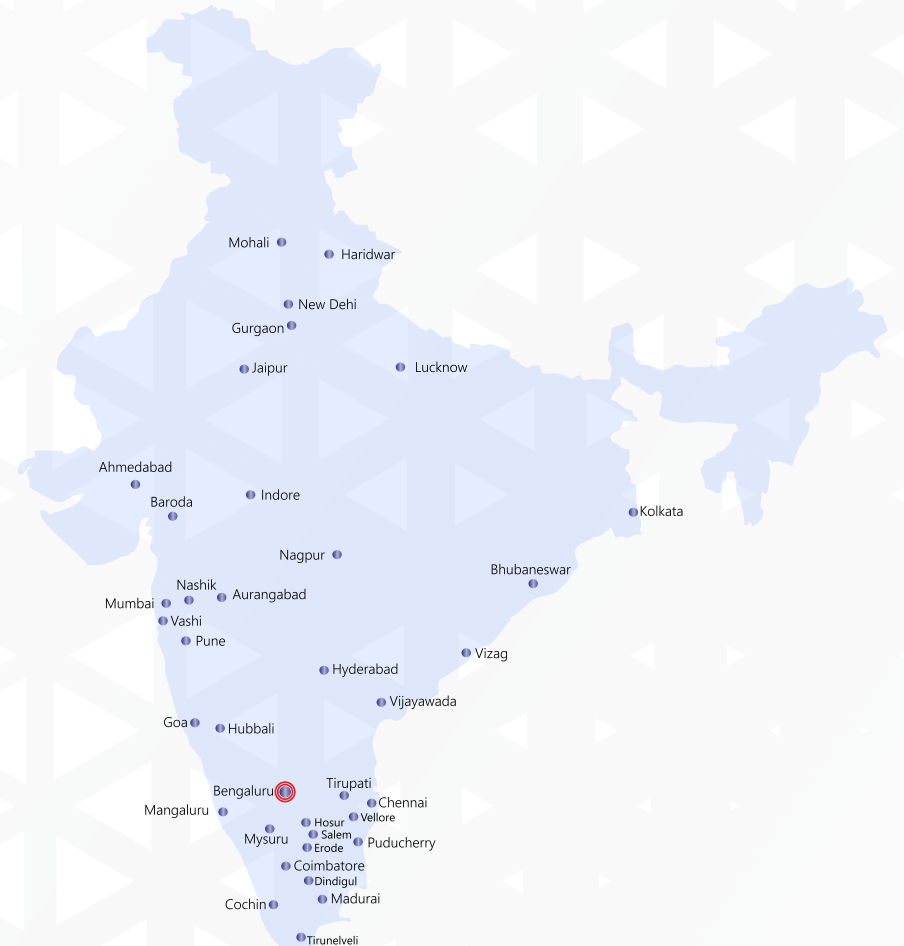 Mohali
Haridwar
New Dehi
Gurgaon
Jaipur
Lucknow
Ahmedabad
Baroda
Indore
Kolkata
Nagpur
Bhubaneswar
Nashik
Aurangabad
Mumbai
Vashi
Pune
Vizag
Hyderabad
Vijayawada
Goa
Hubbali
Tirupati
Bengaluru
Chennai
Mangaluru
Vellore
Hosur
Salem
Mysuru
Puducherry
Erode
Coimbatore
Dindigul
Madurai
Cochin
Tirunelveli